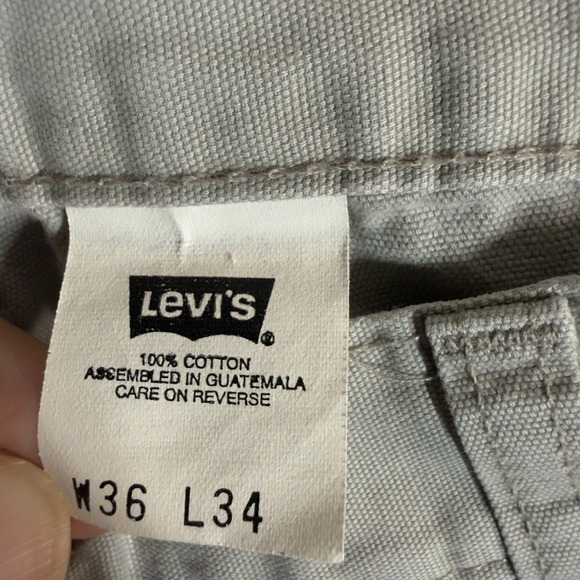 LEVI'S®
100% COTTON
ASSEMBLED IN GUATEMALA
CARE ON REVERSE
W36 L34